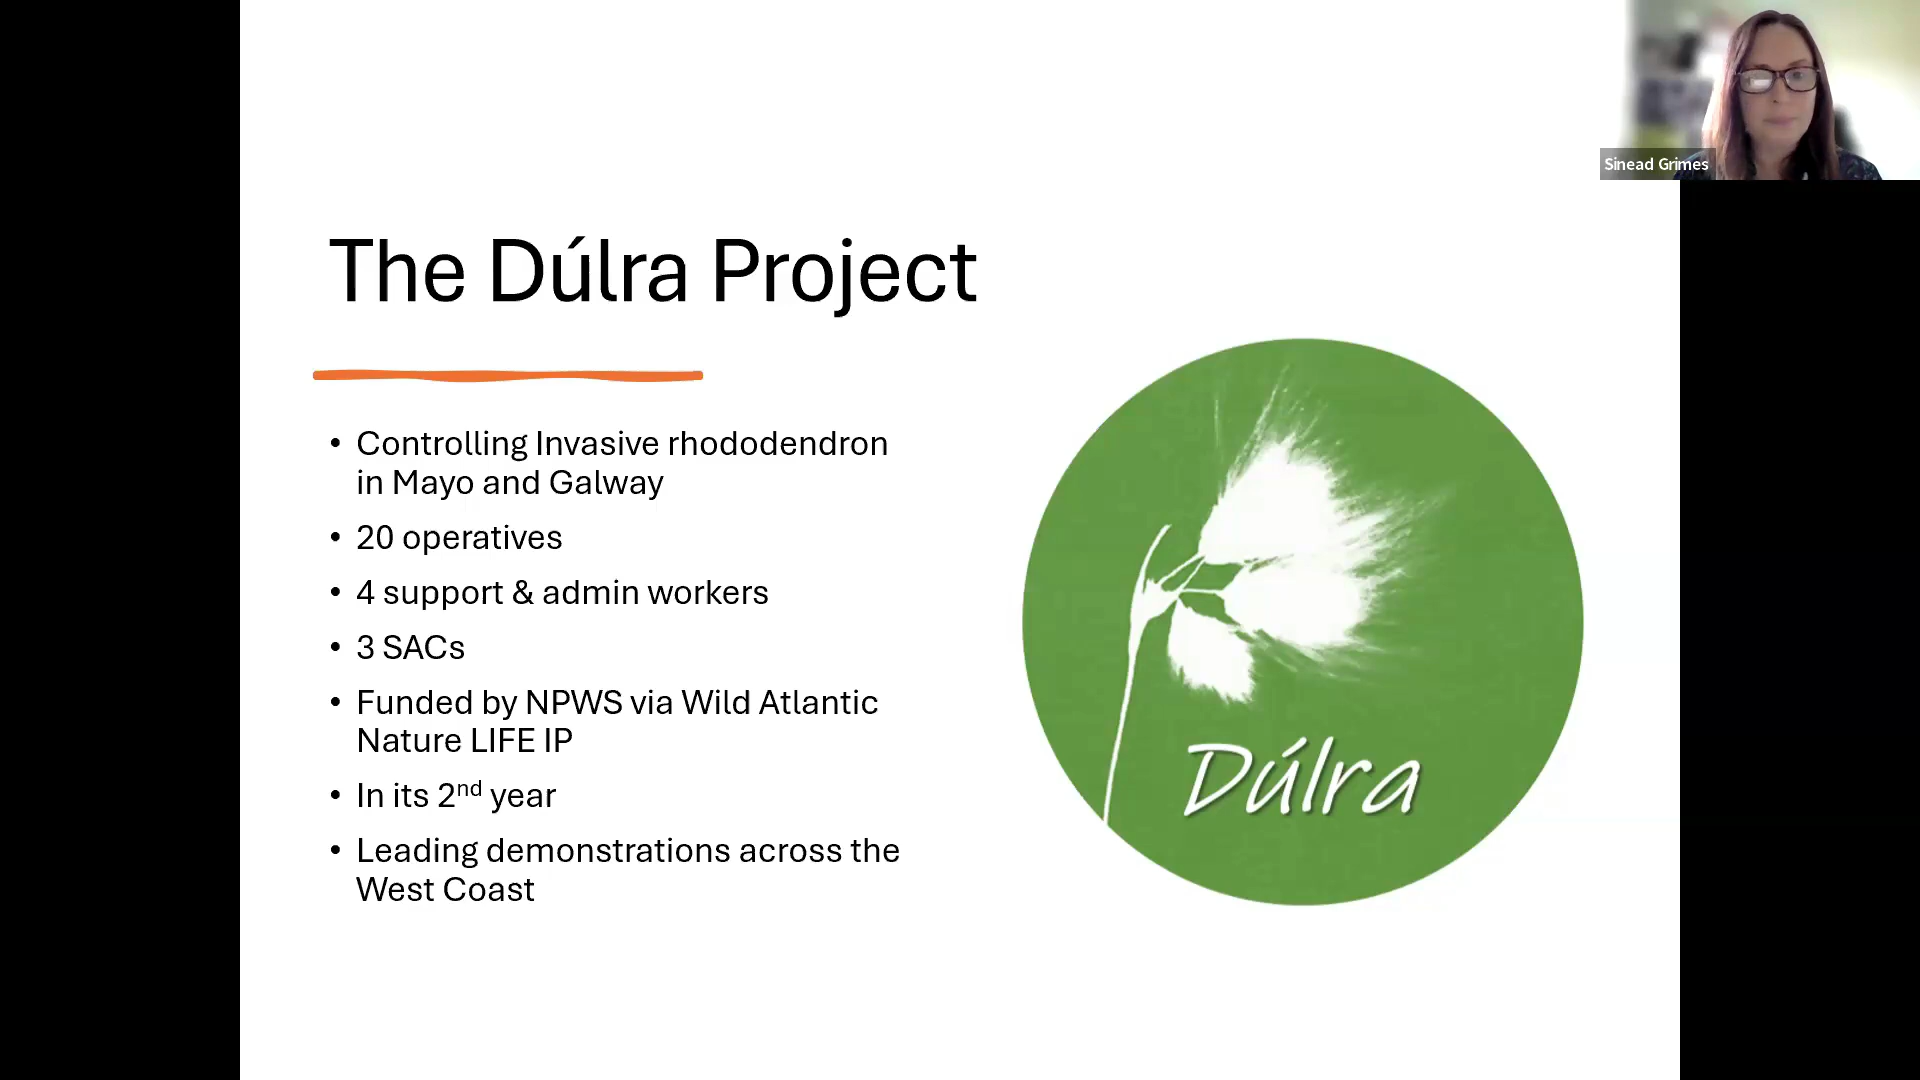 Sinead Grimes
The Dúlra Project
• Controlling Invasive rhododendron
in Mayo and Galway
• 20 operatives
• 4 support & admin workers
• 3 SACs
• Funded by NPWS via Wild Atlantic
Nature LIFE IP
• In its 2nd year
• Leading demonstrations across the
West Coast
Dúlra